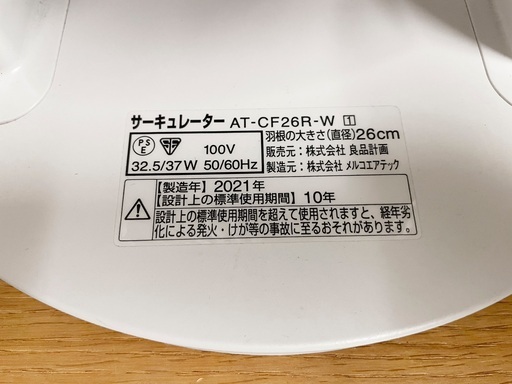 サーキュレーター AT-CF26R-W 1
PSE 100V
32.5/37W 50/60Hz
羽根の大きさ(直径)26cm
販売元:株式会社 良品計画
製造元:株式会社 メルコエアテック
【製造年】2021年
【設計上の標準使用期間】10年
設計上の標準使用期間を超えて使用されますと、経年劣
化による発火・けが等の事故に至るおそれがあります。